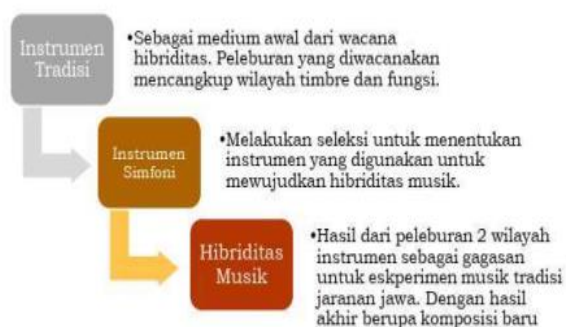 Instrumen
Tradisi
•Sebagai medium awal dari wacana
hibriditas. Peleburan yang diwacanakan
mencangkup wilayah timbre dan fungsi.
Instrumen
Simfoni
•Melakukan seleksi untuk menentukan
instrumen yang digunakan untuk
mewujudkan hibriditas musik.
Hibriditas
Musik
•Hasil dari peleburan 2 wilayah
instrumen sebagai gagasan
untuk eskperimen musik tradisi
jaranan jawa. Dengan hasil
akhir berupa komposisi baru